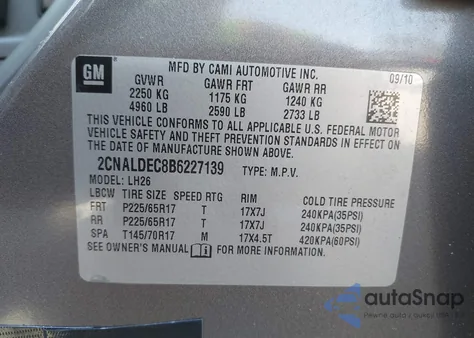 GM
MFD BY CAMI AUTOMOTIVE INC.
09/10
GVWR GAWR FRT GAWR RR
2250 KG 1175 KG 1240 KG
4960 LB 2590 LB 2733 LB
THIS VEHICLE CONFORMS TO ALL APPLICABLE U.S. FEDERAL MOTOR
VEHICLE SAFETY AND THEFT PREVENTION STANDARDS IN EFFECT ON
THE DATE OF MANUFACTURE SHOWN ABOVE.
2CNALDEC8B6227139 TYPE: M.P.V.
MODEL: LH26
LBCW TIRE SIZE SPEED RTG RIM COLD TIRE PRESSURE
FRT P225/65R17 T 17X7J 240KPA(35PSI)
RR P225/65R17 T 17X7J 240KPA(35PSI)
SPA T145/70R17 M 17X4.5T 420KPA(60PSI)
SEE OWNER'S MANUAL FOR MORE INFORMATION.
autoSnap